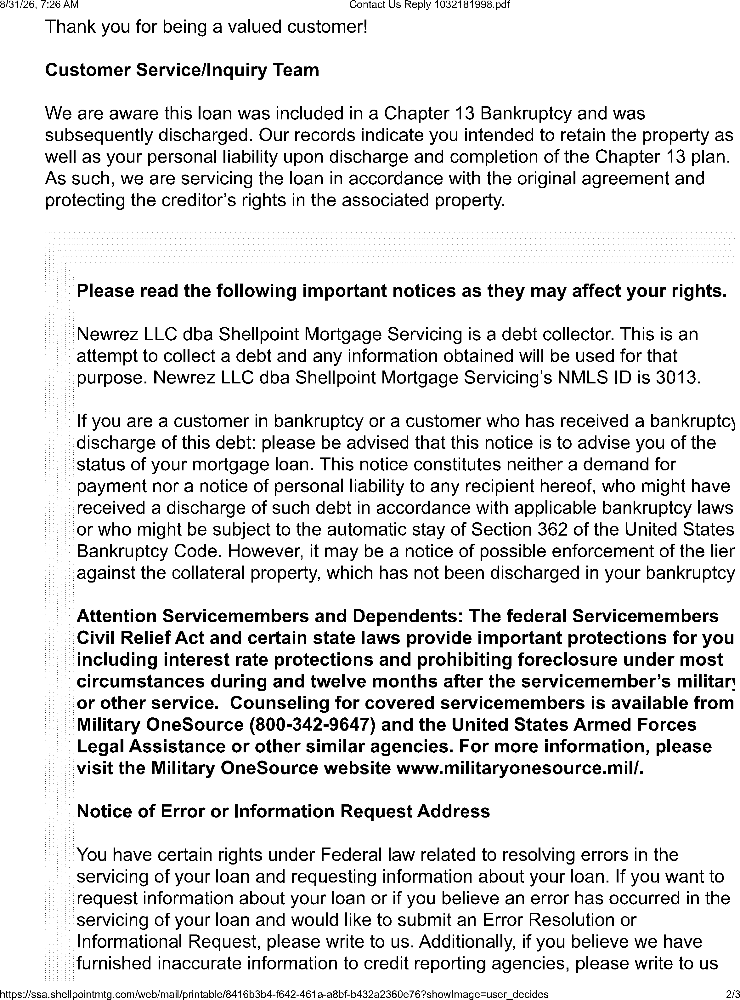 8/31/26, 7:26 AM
Contact Us Reply 1032181998.pdf
Thank you for being a valued customer!
Customer Service/Inquiry Team
We are aware this loan was included in a Chapter 13 Bankruptcy and was
subsequently discharged. Our records indicate you intended to retain the property as
well as your personal liability upon discharge and completion of the Chapter 13 plan.
As such, we are servicing the loan in accordance with the original agreement and
protecting the creditor’s rights in the associated property.
Please read the following important notices as they may affect your rights.
Newrez LLC dba Shellpoint Mortgage Servicing is a debt collector. This is an
attempt to collect a debt and any information obtained will be used for that
purpose. Newrez LLC dba Shellpoint Mortgage Servicing’s NMLS ID is 3013.
If you are a customer in bankruptcy or a customer who has received a bankruptcy
discharge of this debt: please be advised that this notice is to advise you of the
status of your mortgage loan. This notice constitutes neither a demand for
payment nor a notice of personal liability to any recipient hereof, who might have
received a discharge of such debt in accordance with applicable bankruptcy laws
or who might be subject to the automatic stay of Section 362 of the United States
Bankruptcy Code. However, it may be a notice of possible enforcement of the lien
against the collateral property, which has not been discharged in your bankruptcy
Attention Servicemembers and Dependents: The federal Servicemembers
Civil Relief Act and certain state laws provide important protections for you
including interest rate protections and prohibiting foreclosure under most
circumstances during and twelve months after the servicemember’s military
or other service.  Counseling for covered servicemembers is available from
Military OneSource (800-342-9647) and the United States Armed Forces
Legal Assistance or other similar agencies. For more information, please
visit the Military OneSource website www.militaryonesource.mil/.
Notice of Error or Information Request Address
You have certain rights under Federal law related to resolving errors in the
servicing of your loan and requesting information about your loan. If you want to
request information about your loan or if you believe an error has occurred in the
servicing of your loan and would like to submit an Error Resolution or
Informational Request, please write to us. Additionally, if you believe we have
furnished inaccurate information to credit reporting agencies, please write to us
https://ssa.shellpointmtg.com/web/mail/printable/8416b3b4-f642-461a-a8bf-b432a2360e76?showImage=user_decides
2/3